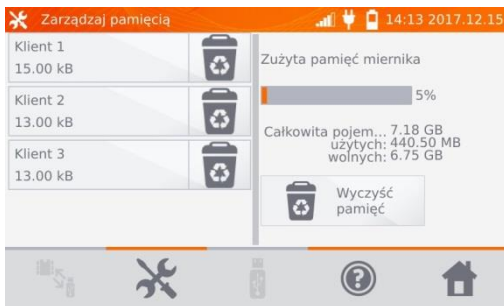 Zarządzaj pamięcią
14:13 2017.12.15
Klient 1
15.00 kB
Klient 2
13.00 kB
Klient 3
13.00 kB
Zużyta pamięć miernika
5%
Całkowita pojem... 7.18 GB
użytych: 440.50 MB
wolnych: 6.75 GB
Wyczyść
pamięć